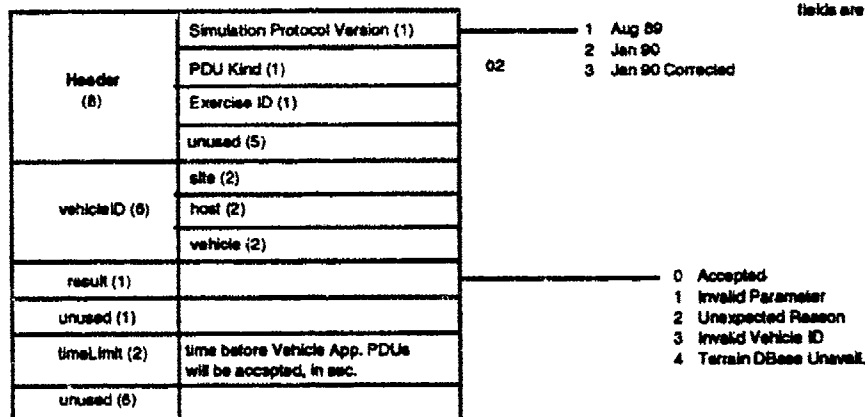 fields are
Simulation Protocol Version (1)
1 Aug 89
2 Jan 90
3 Jan 90 Corrected
Header
(8)
PDU Kind (1)
02
Exercise ID (1)
unused (5)
vehicleID (6)
site (2)
host (2)
vehicle (2)
result (1)
0 Accepted
1 Invalid Parameter
2 Unexpected Reason
3 Invalid Vehicle ID
4 Terrain DBase Unavail.
unused (1)
timeLimit (2)
time before Vehicle App. PDUs
will be accepted, in sec.
unused (6)